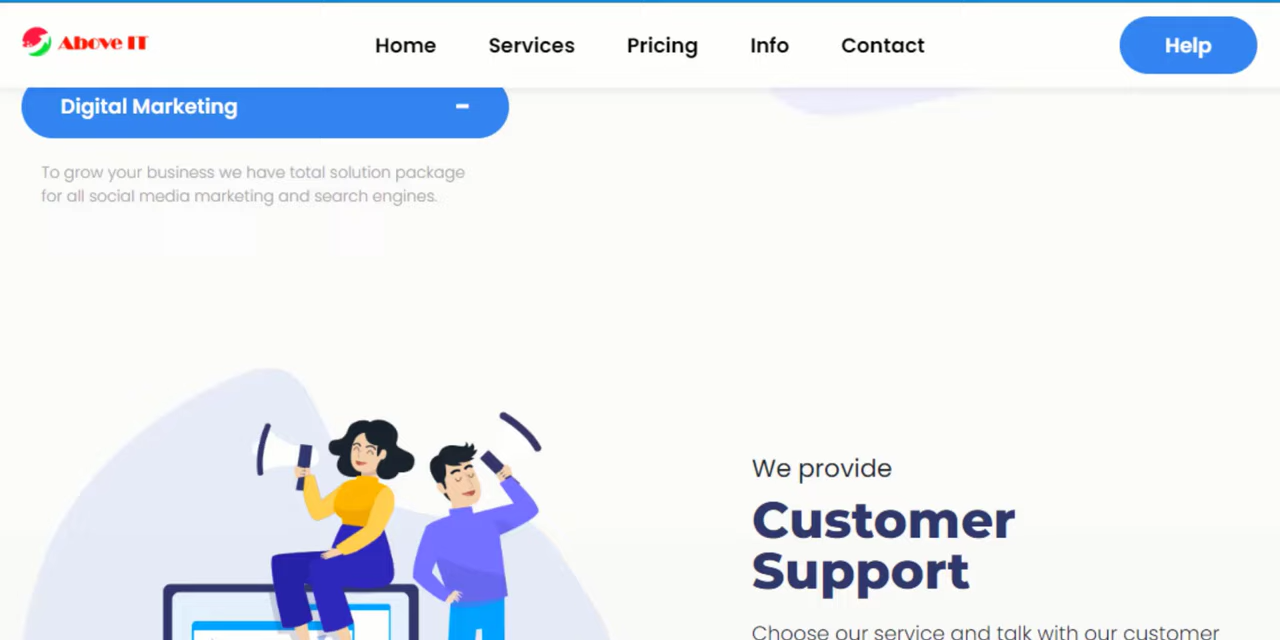 Above IT
Home
Services
Pricing
Info
Contact
Help
Digital Marketing
To grow your business we have total solution package
for all social media marketing and search engines.
We provide
Customer
Support
Choose our service and talk with our customer